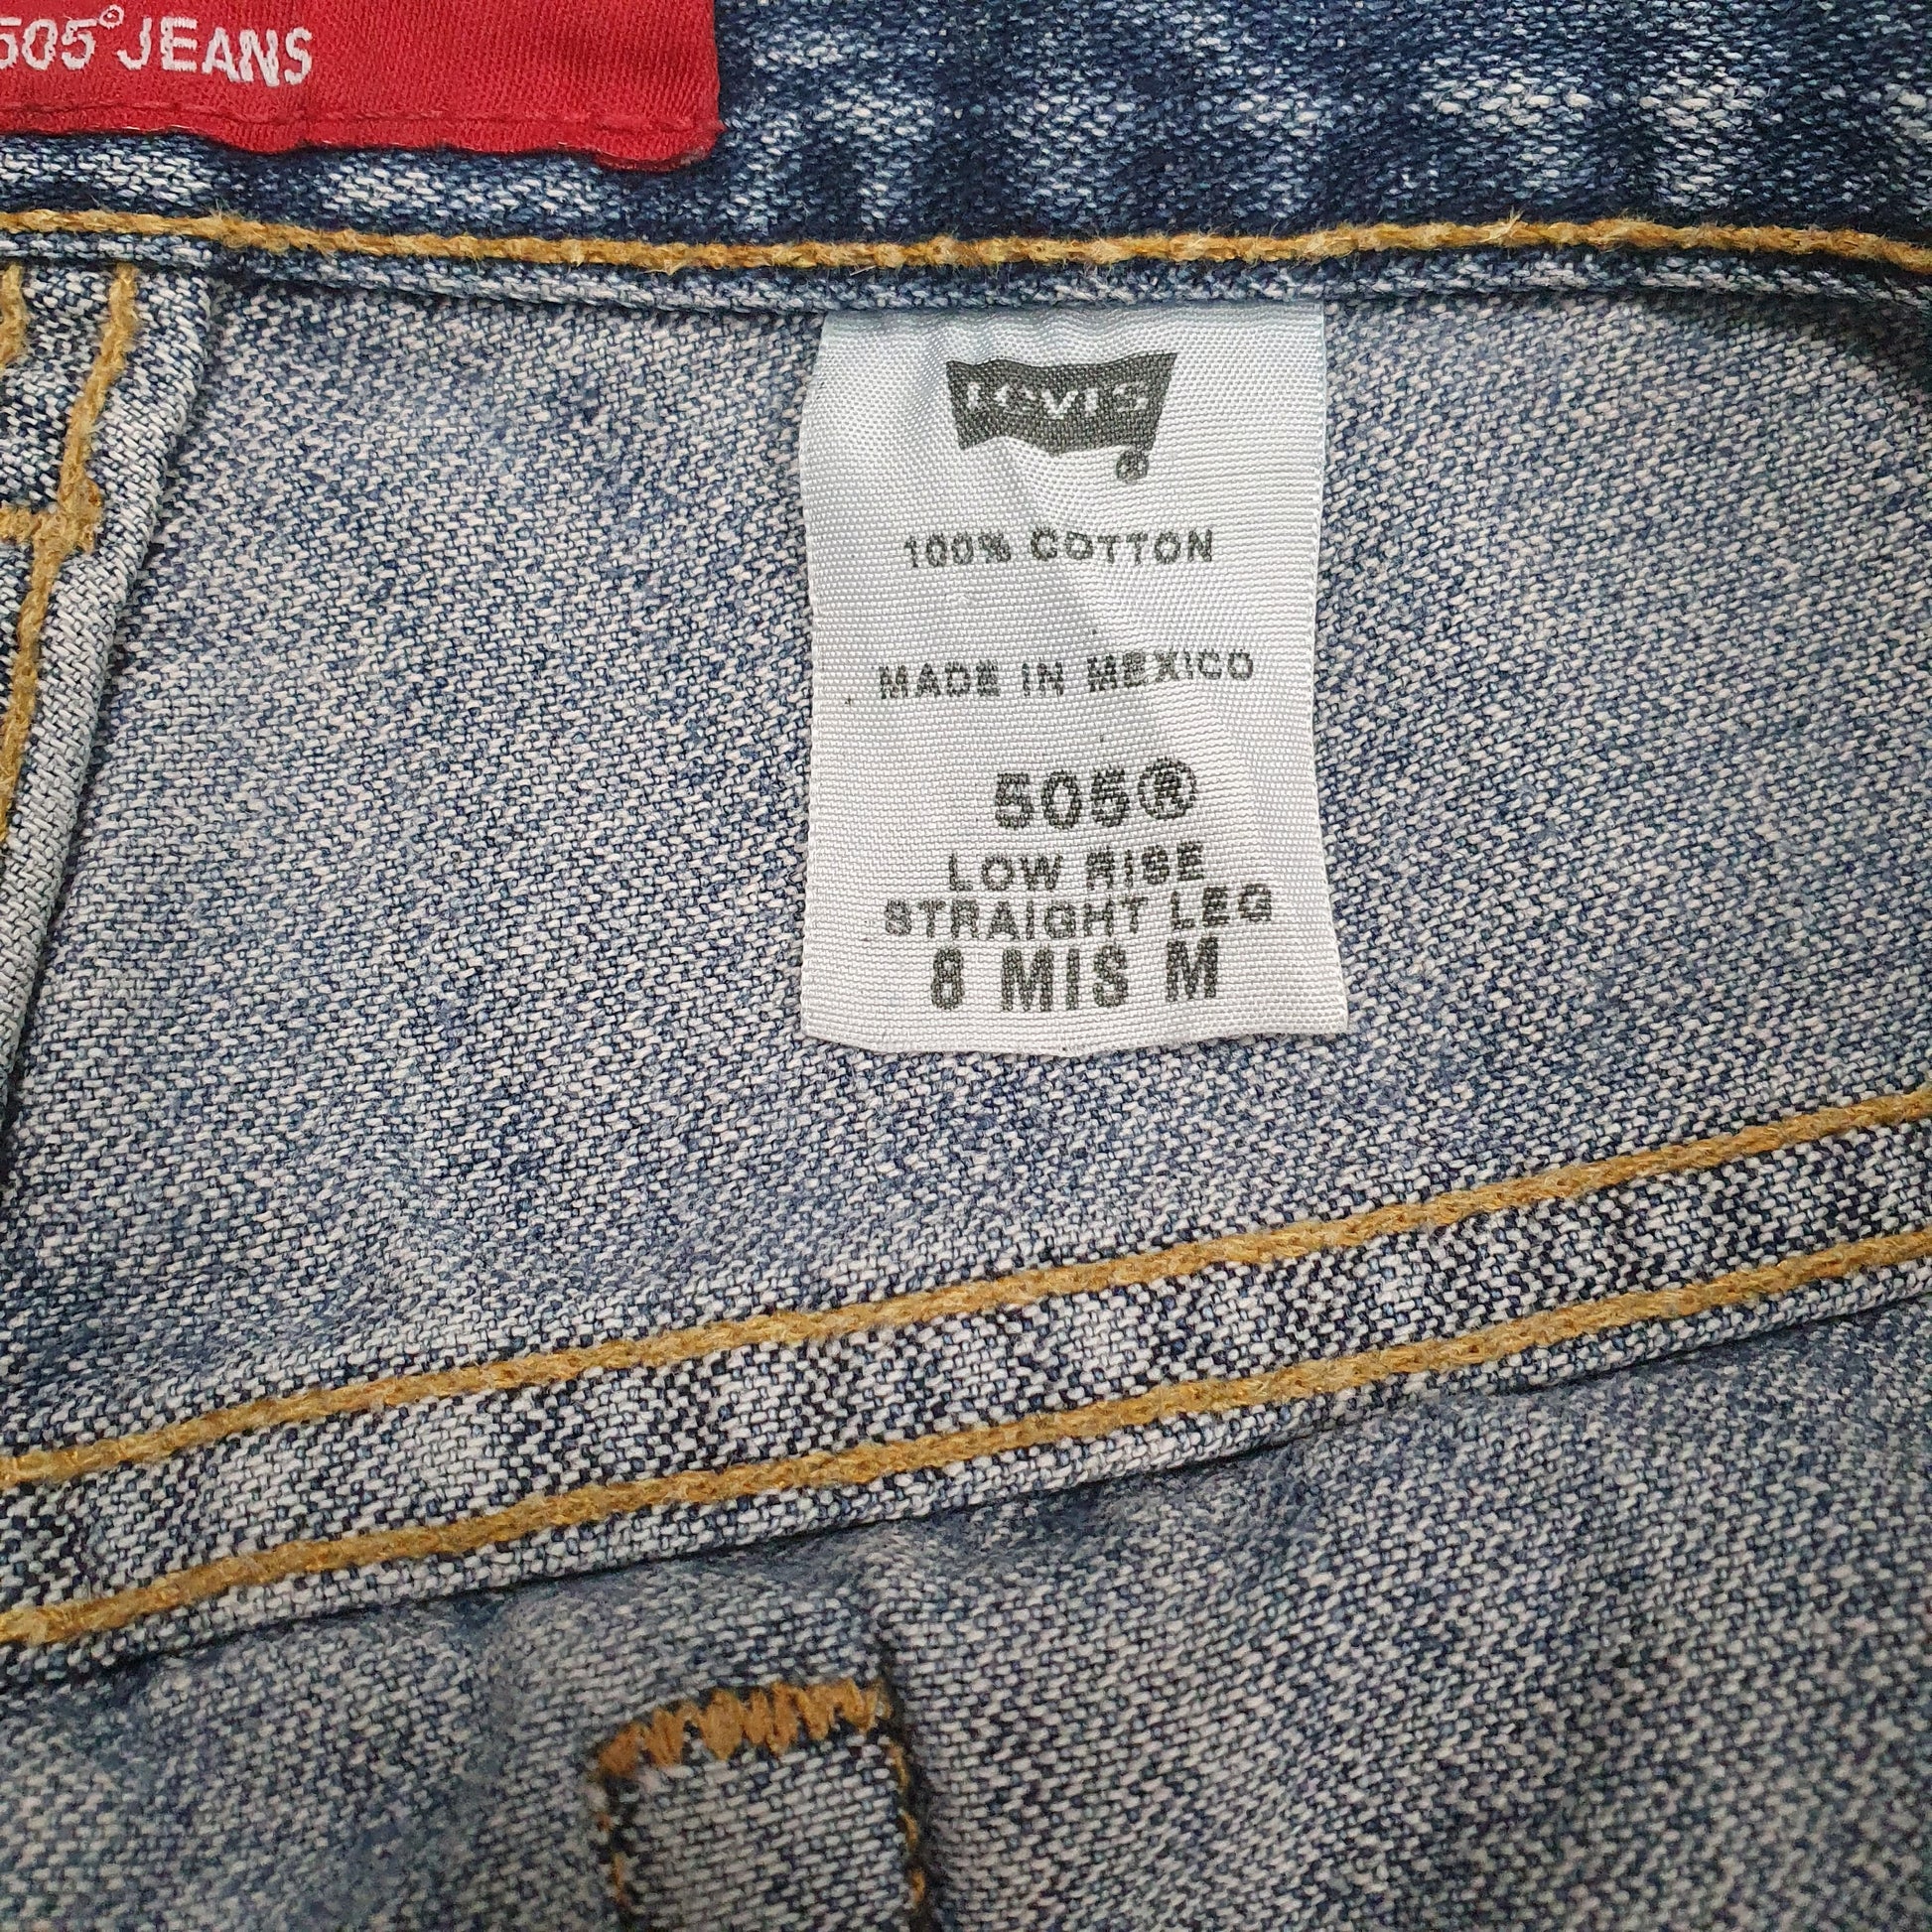 505® JEANS
Levi's
®
100% COTTON
MADE IN MEXICO
505®
LOW RISE
STRAIGHT LEG
8 MIS M